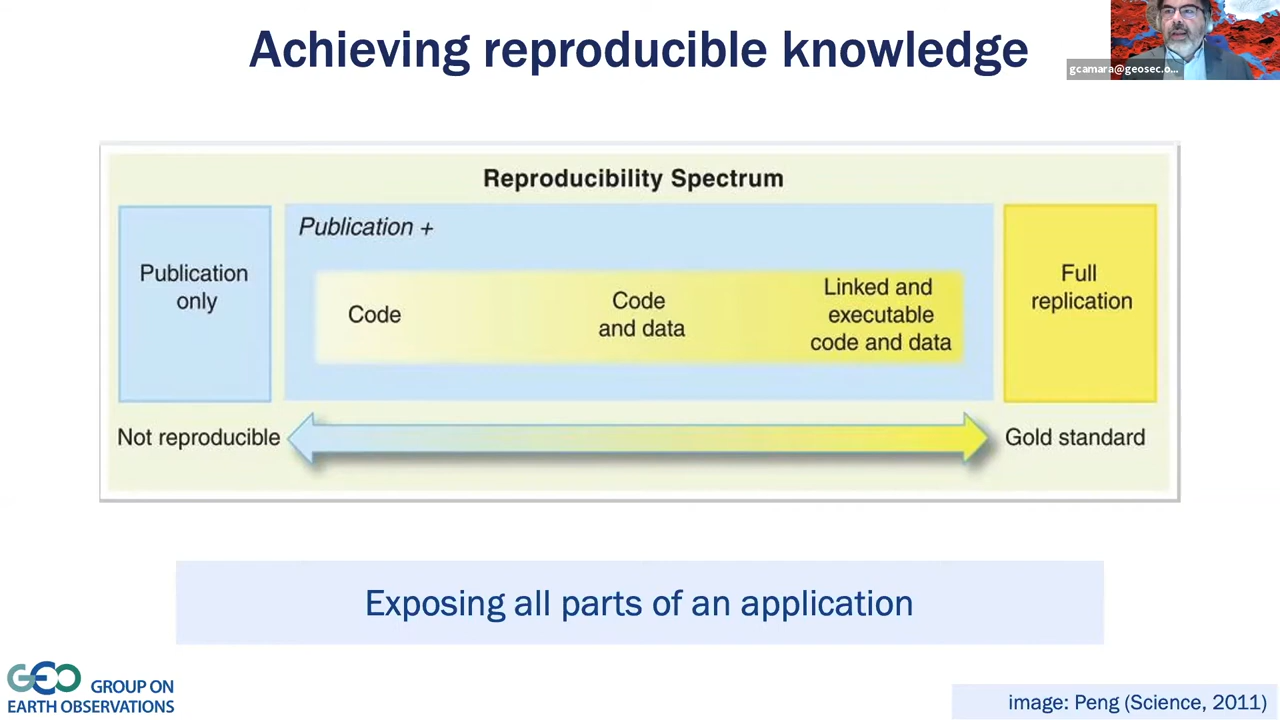 Achieving reproducible knowledge
gcamara@geosec.o...
Reproducibility Spectrum
Publication
only
Publication +
Code
Code
and data
Linked and
executable
code and data
Full
replication
Not reproducible
Gold standard
Exposing all parts of an application
GEO GROUP ON
EARTH OBSERVATIONS
image: Peng (Science, 2011)